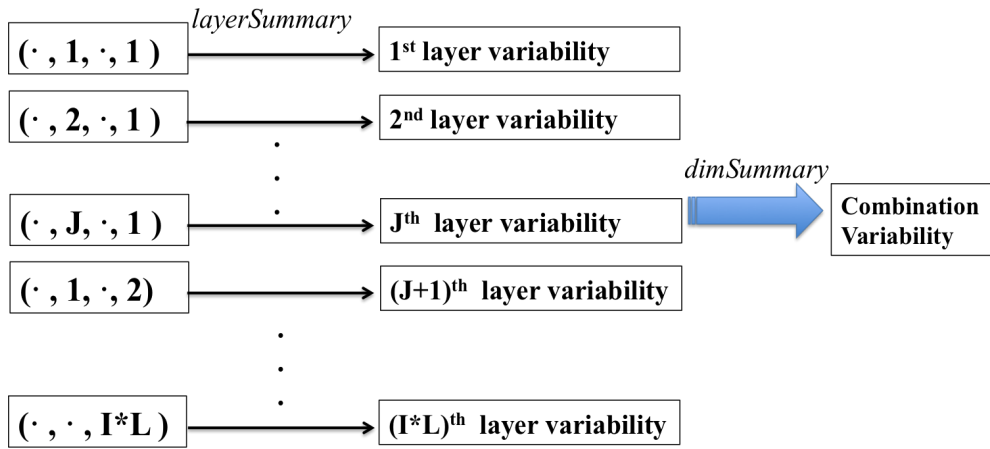 layerSummary
(· , 1, ·, 1 )
1st layer variability
(· , 2, ·, 1 )
2nd layer variability
dimSummary
(· , J, ·, 1 )
Jth layer variability
Combination
Variability
(· , 1, ·, 2)
(J+1)th layer variability
(· , · , I*L )
(I*L)th layer variability